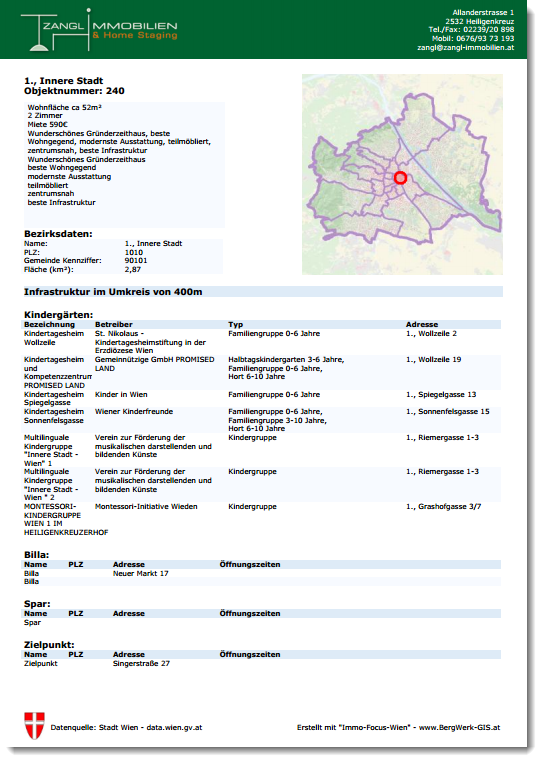 ZANGL IMMOBILIEN
& Home Staging
Allanderstrasse 1
2532 Heiligenkreuz
Tel./Fax: 02239/20 898
Mobil: 0676/93 73 193
zangl@zangl-immobilien.at
1., Innere Stadt
Objektnummer: 240
Wohnfläche ca 52m²
2 Zimmer
Miete 590€
Wunderschönes Gründerzeithaus, beste
Wohngegend, modernste Ausstattung, teilmöbliert,
zentrumsnah, beste Infrastruktur
Wunderschönes Gründerzeithaus
beste Wohngegend
modernste Ausstattung
teilmöbliert
zentrumsnah
beste Infrastruktur
Bezirksdaten:
Name: 1., Innere Stadt
PLZ: 1010
Gemeinde Kennziffer: 90101
Fläche (km²): 2,87
Infrastruktur im Umkreis von 400m
Kindergärten:
Bezeichnung Betreiber Typ Adresse
Kindertagesheim St. Nikolaus - Familiengruppe 0-6 Jahre 1., Wollzeile 2
Wollzeile Kindertagesheimstiftung in der
Erzdiözese Wien
Kindertagesheim Gemeinnützige GmbH PROMISED Halbtagskindergarten 3-6 Jahre, 1., Wollzeile 19
und LAND Familiengruppe 0-6 Jahre,
Kompetenzzentrum Hort 6-10 Jahre
PROMISED LAND
Kindertagesheim Kinder in Wien Familiengruppe 0-6 Jahre 1., Spiegelgasse 13
Spiegelgasse
Kindertagesheim Wiener Kinderfreunde Familiengruppe 0-6 Jahre, 1., Sonnenfelsgasse 15
Sonnenfelsgasse Familiengruppe 3-10 Jahre,
Hort 6-10 Jahre
Multilinguale Verein zur Förderung der Kindergruppe 1., Riemergasse 1-3
Kindergruppe musikalischen darstellenden und
"Innere Stadt - bildenden Künste
Wien" 1
Multilinguale Verein zur Förderung der Kindergruppe 1., Riemergasse 1-3
Kindergruppe musikalischen darstellenden und
"Innere Stadt - bildenden Künste
Wien " 2
MONTESSORI- Montessori-Initiative Wieden Kindergruppe 1., Grashofgasse 3/7
KINDERGRUPPE
WIEN 1 IM
HEILIGENKREUZERHOF
Billa:
Name PLZ Adresse Öffnungszeiten
Billa Neuer Markt 17
Billa
Spar:
Name PLZ Adresse Öffnungszeiten
Spar
Zielpunkt:
Name PLZ Adresse Öffnungszeiten
Zielpunkt Singerstraße 27
Datenquelle: Stadt Wien - data.wien.gv.at Erstellt mit "Immo-Focus-Wien" - www.BergWerk-GIS.at